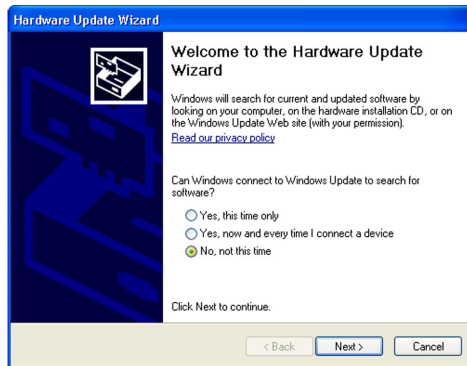 Hardware Update Wizard
Welcome to the Hardware Update
Wizard
Windows will search for current and updated software by
looking on your computer, on the hardware installation CD, or on
the Windows Update Web site (with your permission).
Read our privacy policy
Can Windows connect to Windows Update to search for
software?
Yes, this time only
Yes, now and every time I connect a device
No, not this time
Click Next to continue.
< Back
Next >
Cancel